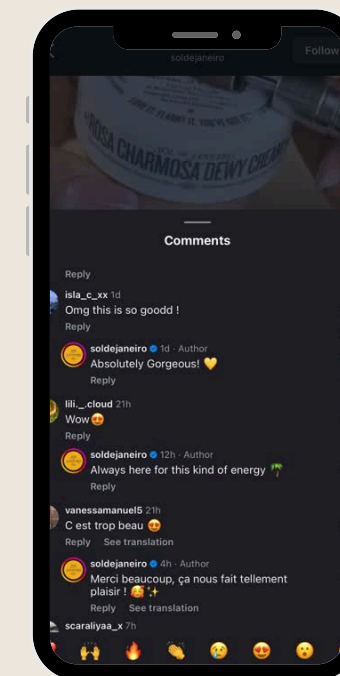 soldejaneiro
Follow
ROSA CHARMOSA DEWY CREAM
Comments
Reply
isla_c_xx 1d
Omg this is so goodd !
Reply
soldejaneiro 1d · Author
Absolutely Gorgeous! 💛
Reply
lili._.cloud 21h
Wow😍
Reply
soldejaneiro 12h · Author
Always here for this kind of energy 🌴
Reply
vanessamanuel5 21h
C est trop beau 😍
Reply See translation
soldejaneiro 4h · Author
Merci beaucoup, ça nous fait tellement
plaisir ! 🥰✨
Reply See translation
scaraliyaa_x 7h